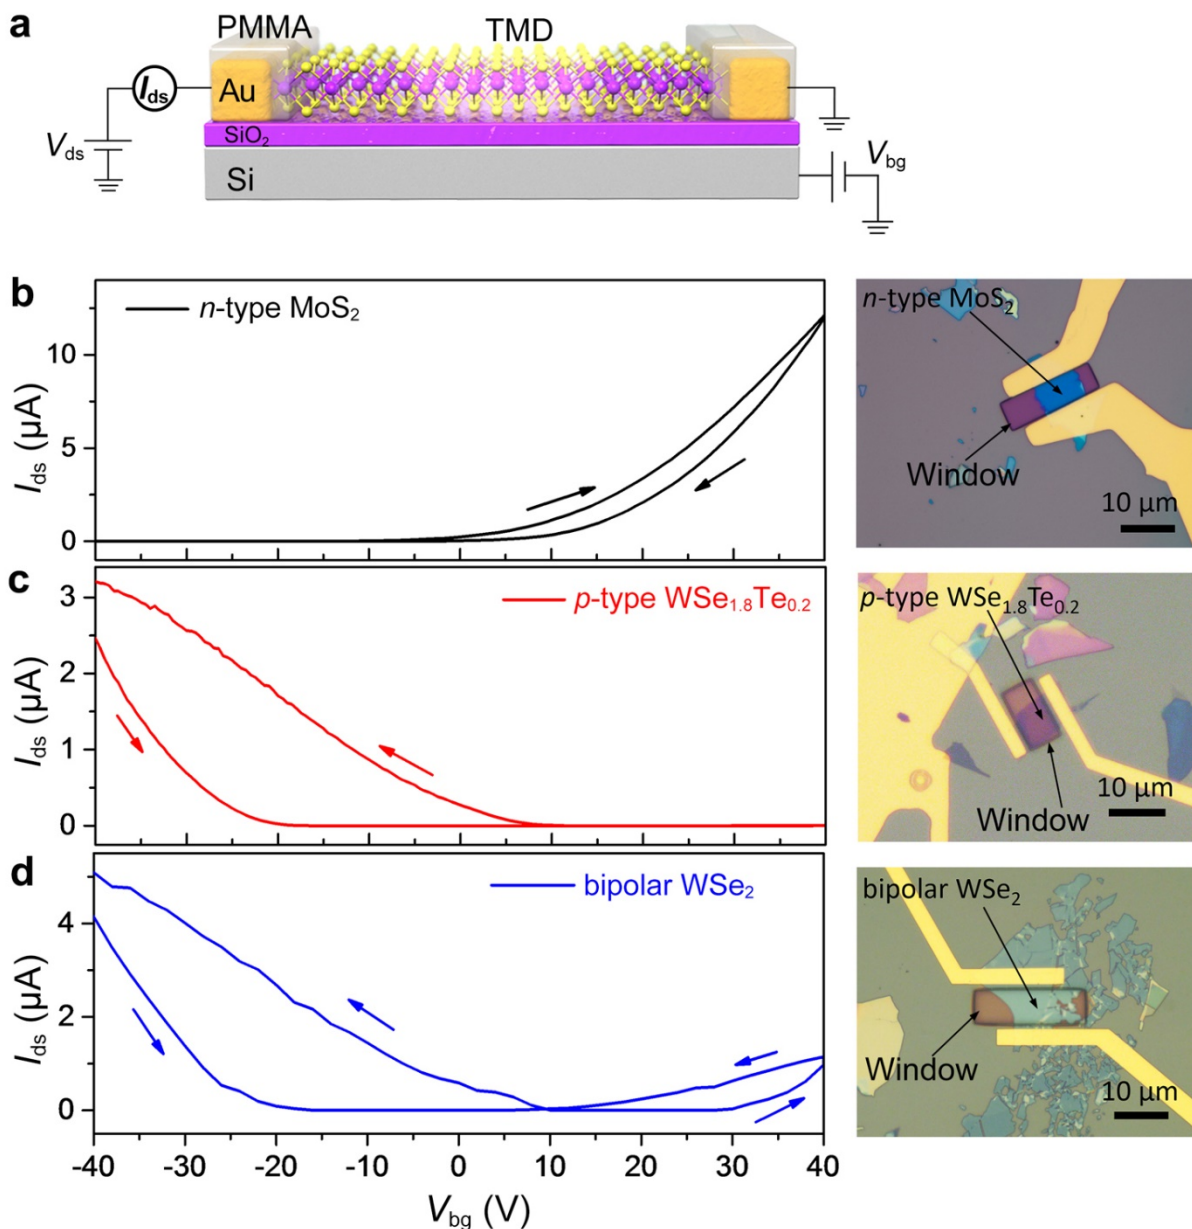 a
PMMA
TMD
Ids
Au
Vds
SiO2
Si
Vbg
b
n-type MoS2
10
5
0
Ids (μA)
n-type MoS2
Window
10 μm
c
p-type WSe1.8Te0.2
3
2
1
0
Ids (μA)
p-type WSe1.8Te0.2
Window
10 μm
d
bipolar WSe2
4
2
0
Ids (μA)
-40 -30 -20 -10 0 10 20 30 40
Vbg (V)
bipolar WSe2
Window
10 μm